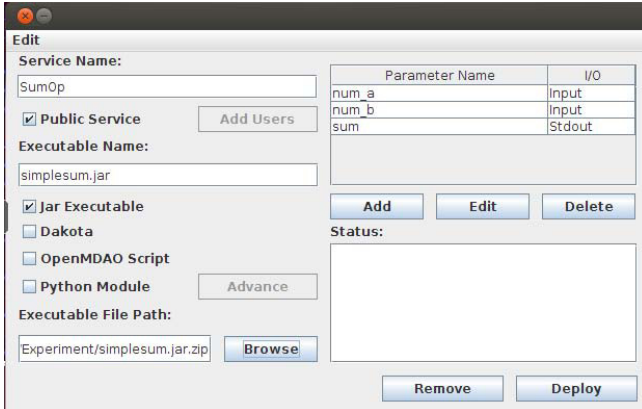 Edit
Service Name:
SumOp
Public Service
Add Users
Executable Name:
simplesum.jar
Jar Executable
Dakota
OpenMDAO Script
Python Module
Advance
Executable File Path:
'Experiment/simplesum.jar.zip
Browse
Parameter Name I/O
num_a Input
num_b Input
sum Stdout
Add Edit Delete
Status:
Remove Deploy